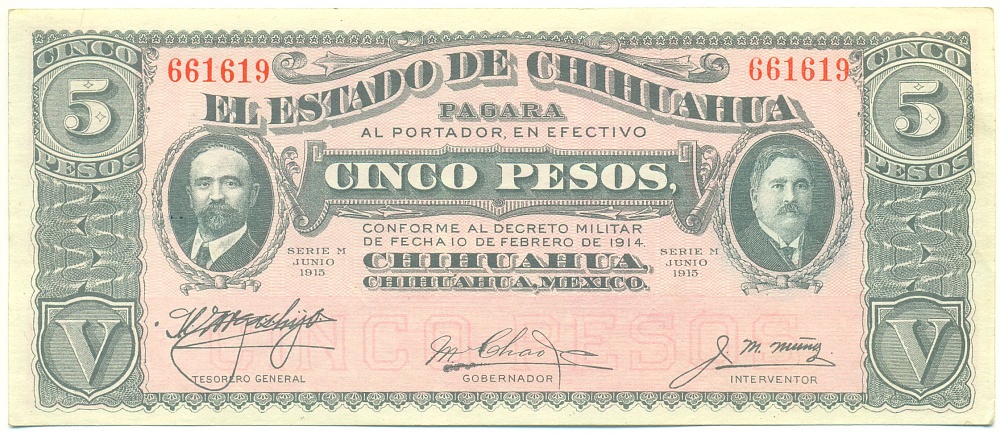 CINCO
5
PESOS
661619
EL ESTADO DE CHIHUAHUA
661619
CINCO
5
PESOS
PAGARA
AL PORTADOR, EN EFECTIVO
CINCO PESOS,
CONFORME AL DECRETO MILITAR
DE FECHA 10 DE FEBRERO DE 1914.
SERIE M
JUNIO
1915
CHIHUAHUA,
CHIHUAHUA, MEXICO.
SERIE M
JUNIO
1915
V
CINCO PESOS
V
TESORERO GENERAL
M. Chao
GOBERNADOR
J. M. Muñz.
INTERVENTOR